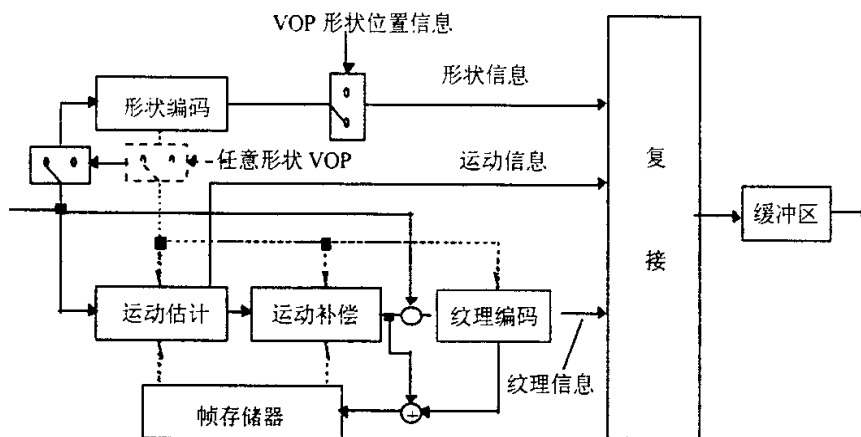 VOP 形状位置信息
形状编码
形状信息
任意形状 VOP
运动信息
复
接
缓冲区
运动估计
运动补偿
纹理编码
纹理信息
帧存储器